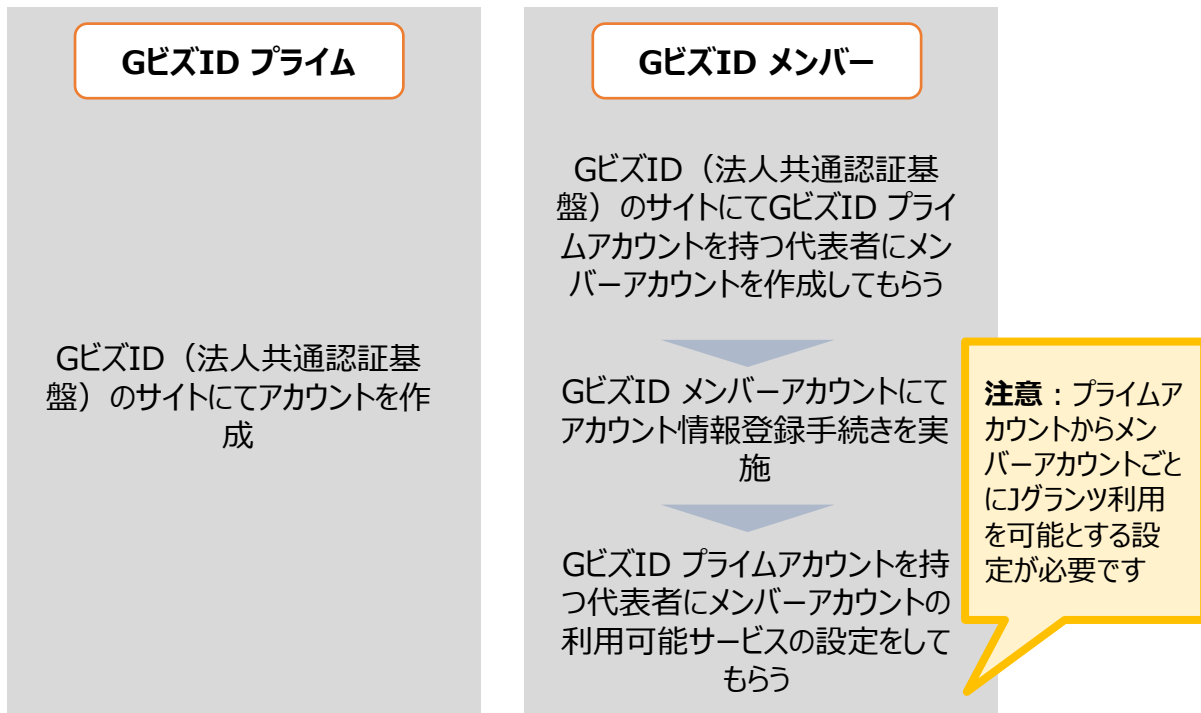 GビズID プライム
GビズID（法人共通認証基
盤）のサイトにてアカウントを作
成
GビズID メンバー
GビズID（法人共通認証基
盤）のサイトにてGビズID プライ
ムアカウントを持つ代表者にメン
バーアカウントを作成してもらう
GビズID メンバーアカウントにて
アカウント情報登録手続きを実
施
GビズID プライムアカウントを持
つ代表者にメンバーアカウントの
利用可能サービスの設定をして
もらう
注意：プライムア
カウントからメン
バーアカウントごと
にJグランツ利用
を可能とする設
定が必要です